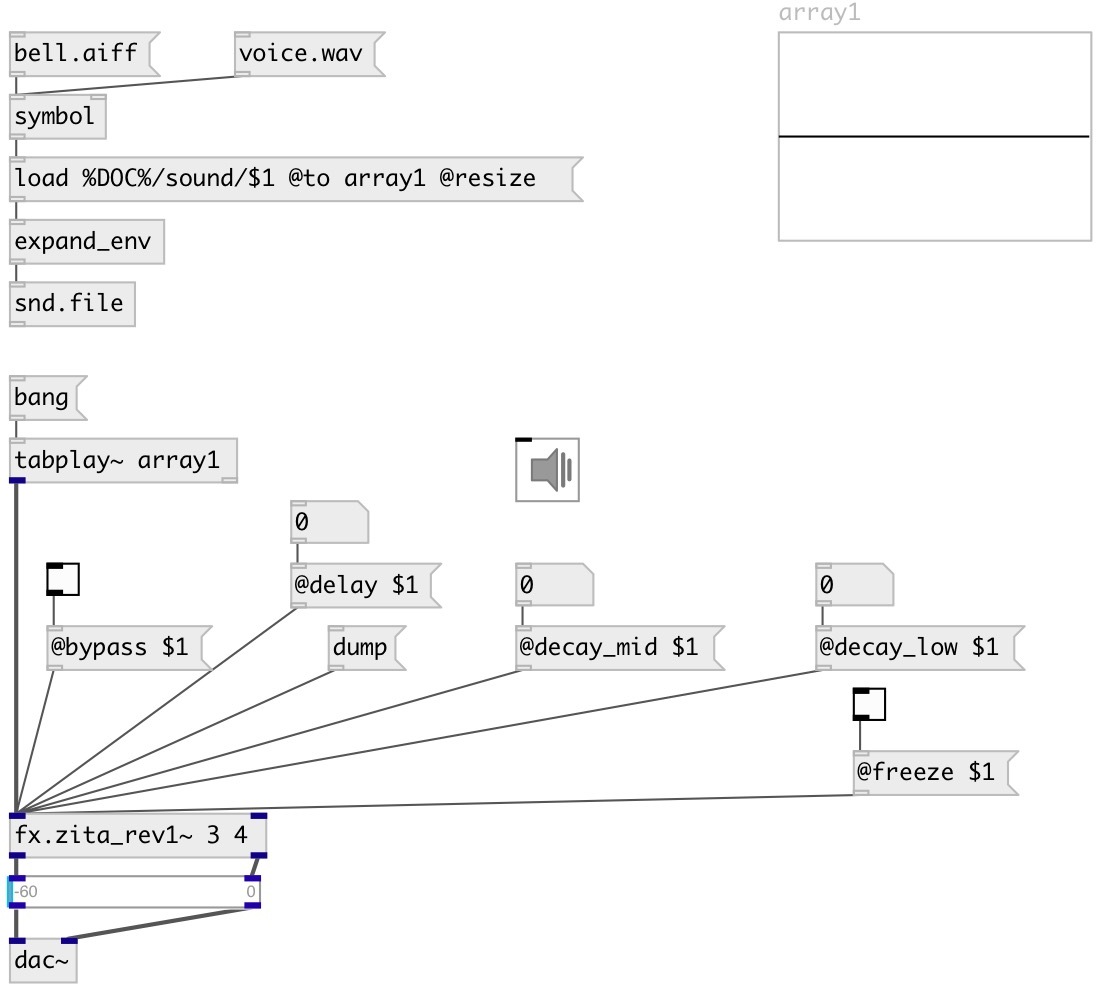 array1
bell.aiff
voice.wav
symbol
load %DOC%/sound/$1 @to array1 @resize
expand_env
snd.file
bang
tabplay~ array1
0
@delay $1
0
0
@bypass $1
dump
@decay_mid $1
@decay_low $1
@freeze $1
fx.zita_rev1~ 3 4
-60
0
dac~